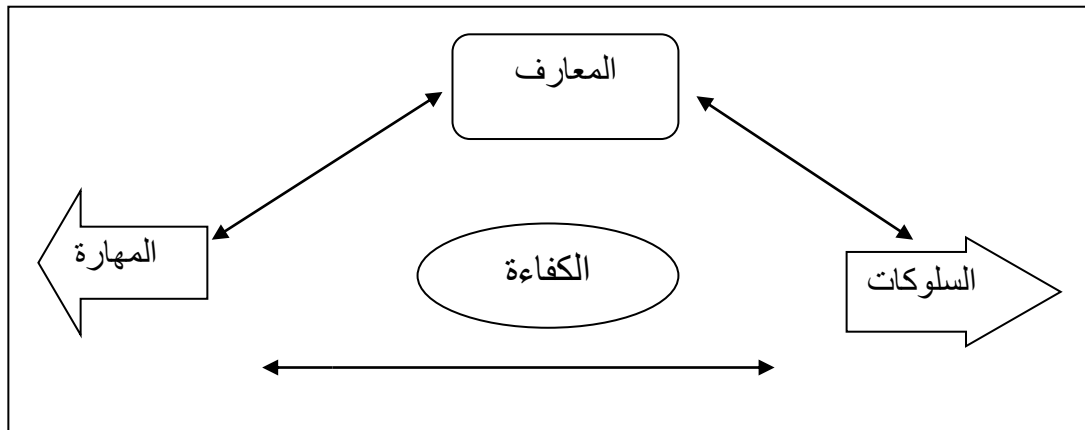 المعارف
المهارة
الكفاءة
السلوكات